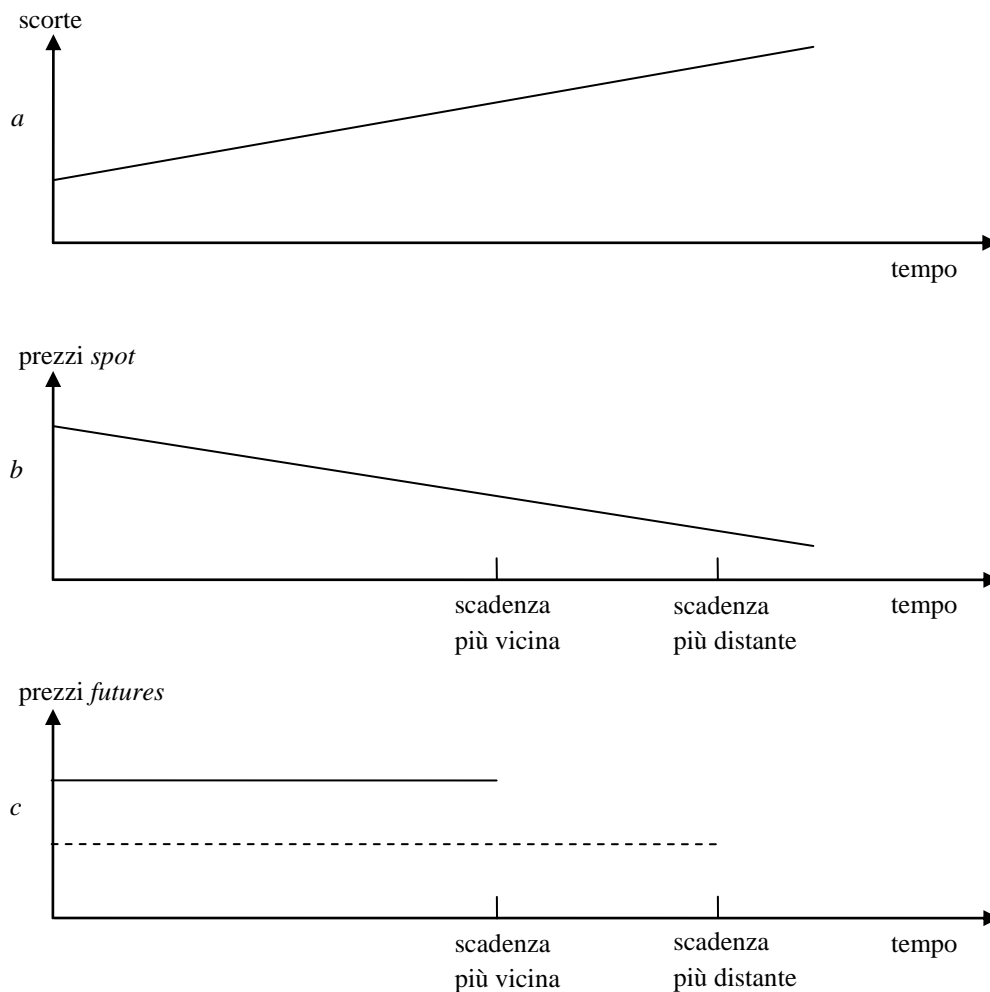 scorte
a
tempo
prezzi spot
b
scadenza
più vicina
scadenza
più distante
tempo
prezzi futures
c
scadenza
più vicina
scadenza
più distante
tempo